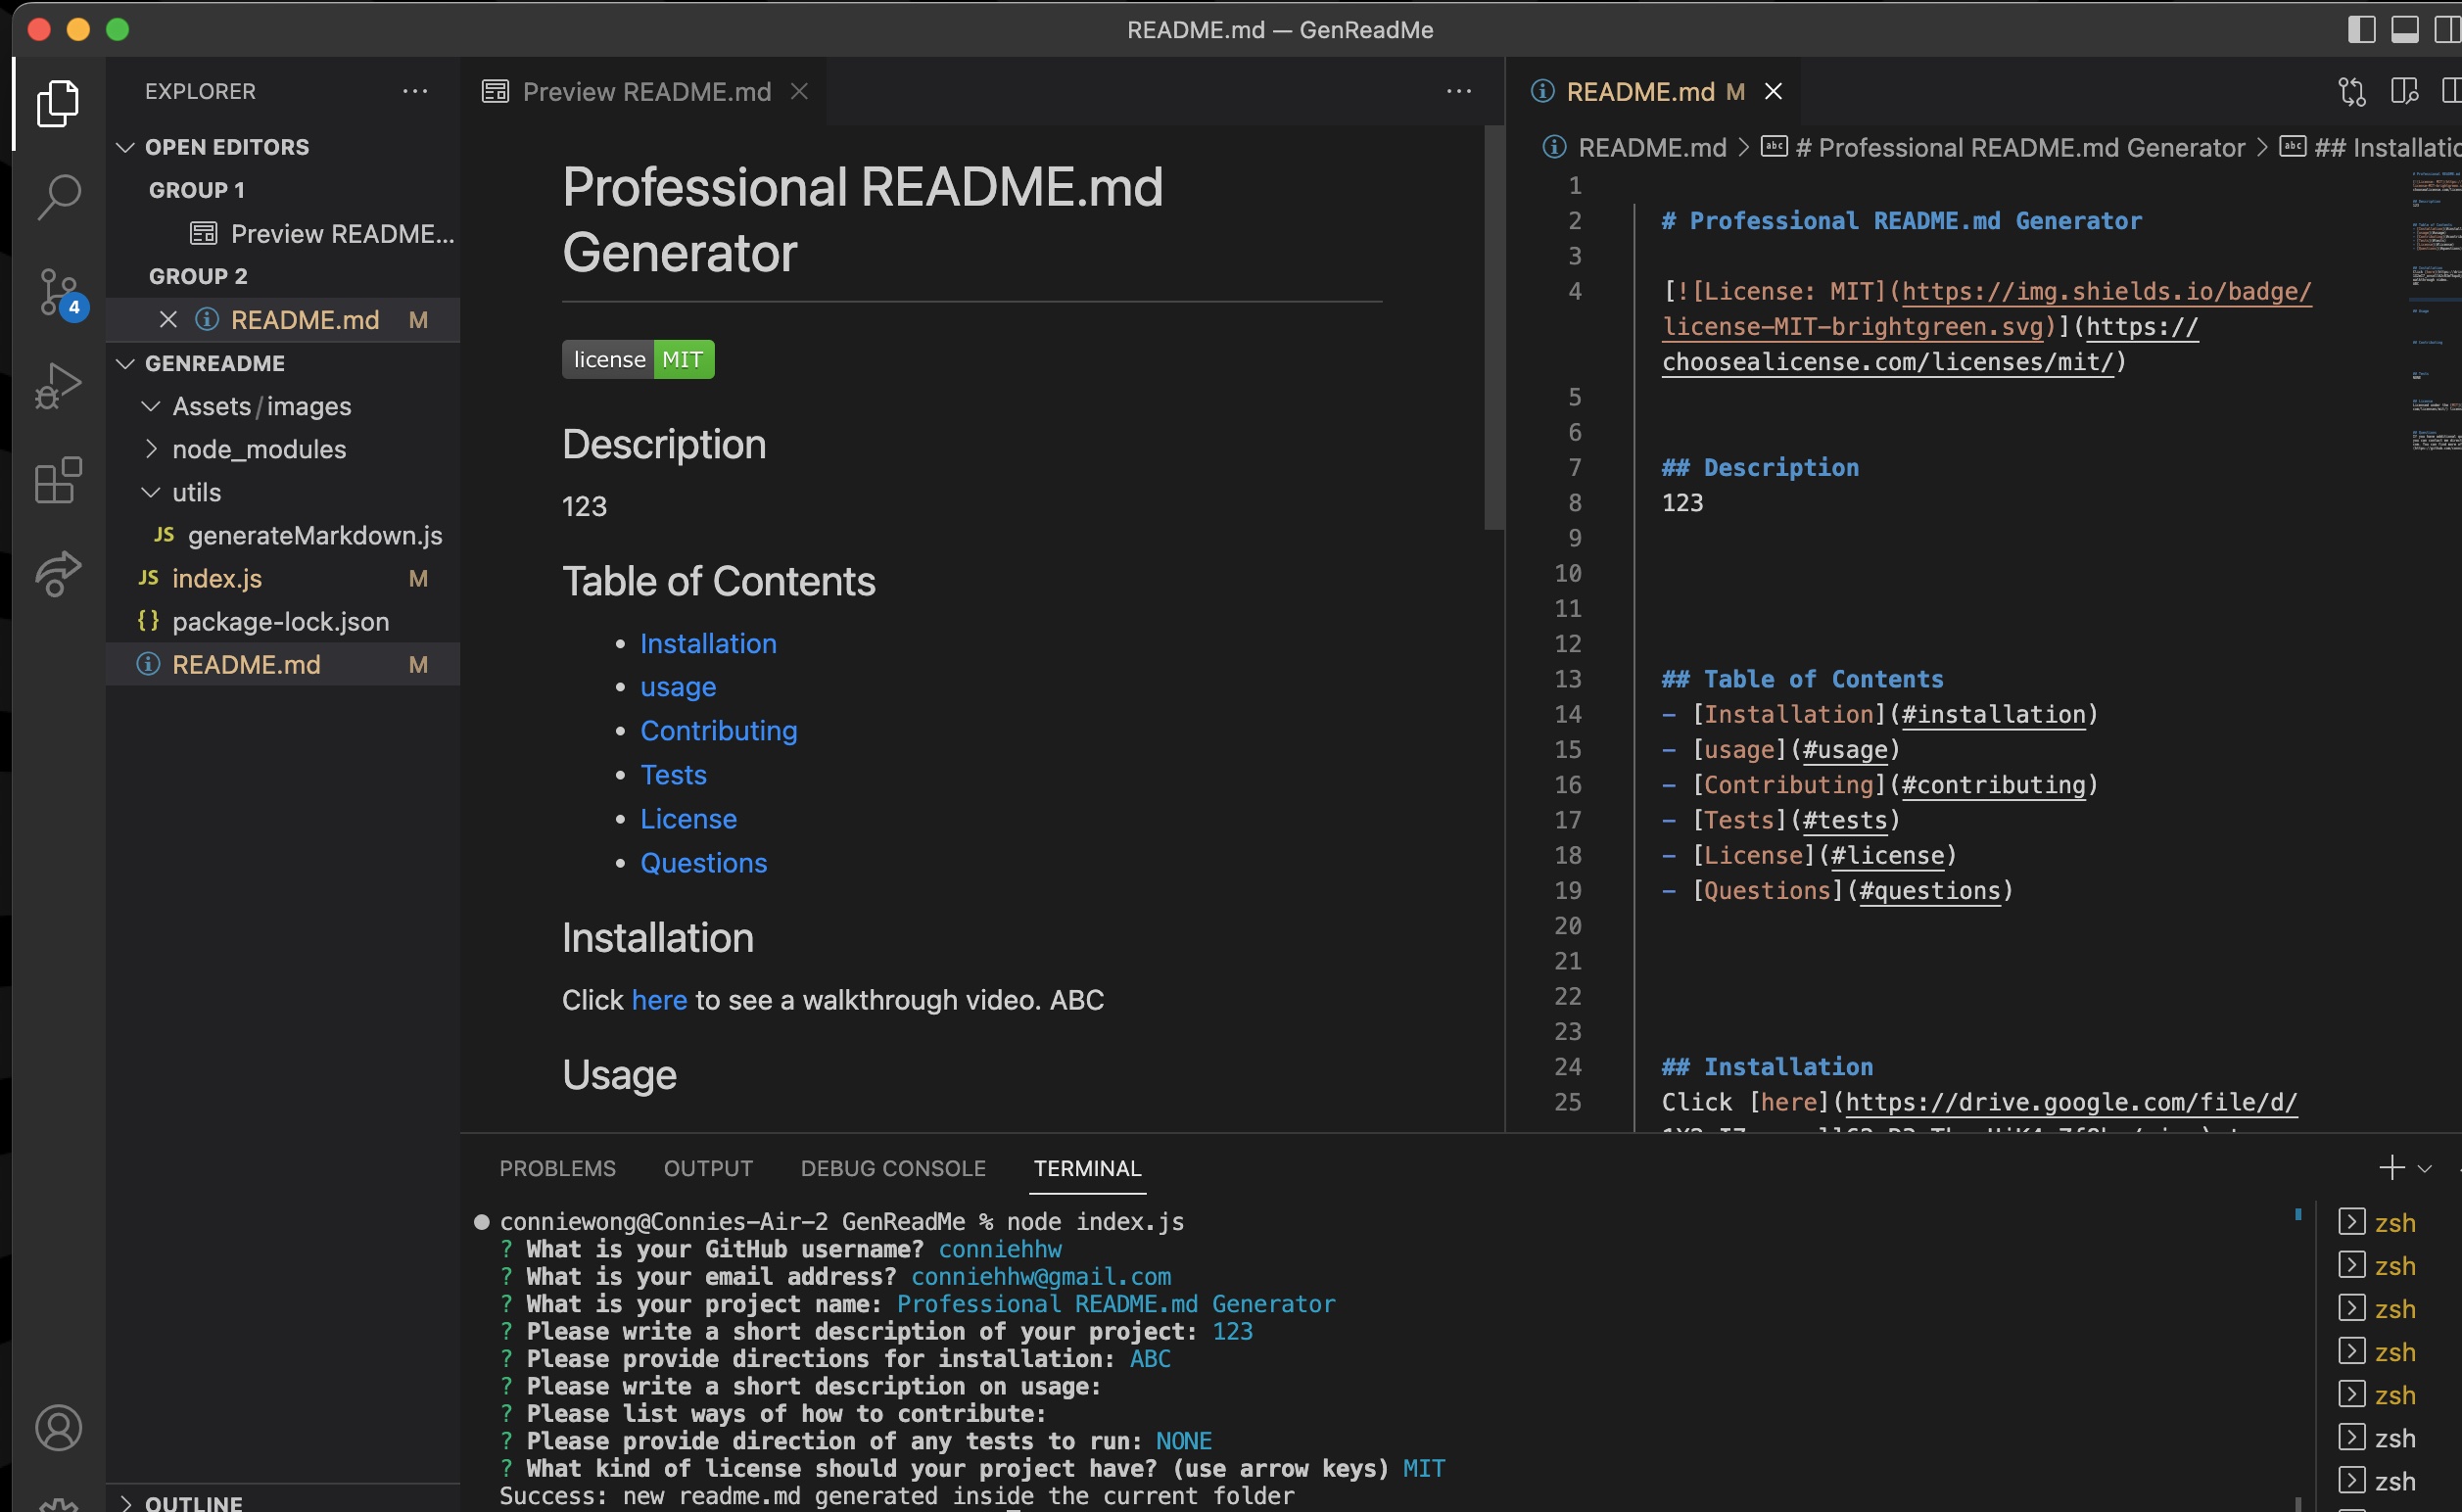 README.md — GenReadMe
EXPLORER
OPEN EDITORS
GROUP 1
Preview README...
GROUP 2
README.md M
GENREADME
Assets/images
node_modules
utils
JS generateMarkdown.js
JS index.js M
{} package-lock.json
README.md M
OUTLINE
4
Preview README.md
Professional README.md
Generator
license MIT
Description
123
Table of Contents
• Installation
• usage
• Contributing
• Tests
• License
• Questions
Installation
Click here to see a walkthrough video. ABC
Usage
README.md M
README.md > # Professional README.md Generator > ## Installatio
1
2 # Professional README.md Generator
3
4 [![License: MIT](https://img.shields.io/badge/
license-MIT-brightgreen.svg)](https://
choosealicense.com/licenses/mit/)
5
6
7 ## Description
8 123
9
10
11
12
13 ## Table of Contents
14 - [Installation](#installation)
15 - [usage](#usage)
16 - [Contributing](#contributing)
17 - [Tests](#tests)
18 - [License](#license)
19 - [Questions](#questions)
20
21
22
23
24 ## Installation
25 Click [here](https://drive.google.com/file/d/
PROBLEMS OUTPUT DEBUG CONSOLE TERMINAL
conniewong@Connies-Air-2 GenReadMe % node index.js
? What is your GitHub username? conniehhw
? What is your email address? conniehhw@gmail.com
? What is your project name: Professional README.md Generator
? Please write a short description of your project: 123
? Please provide directions for installation: ABC
? Please write a short description on usage:
? Please list ways of how to contribute:
? Please provide direction of any tests to run: NONE
? What kind of license should your project have? (use arrow keys) MIT
Success: new readme.md generated inside the current folder
zsh
zsh
zsh
zsh
zsh
zsh
zsh